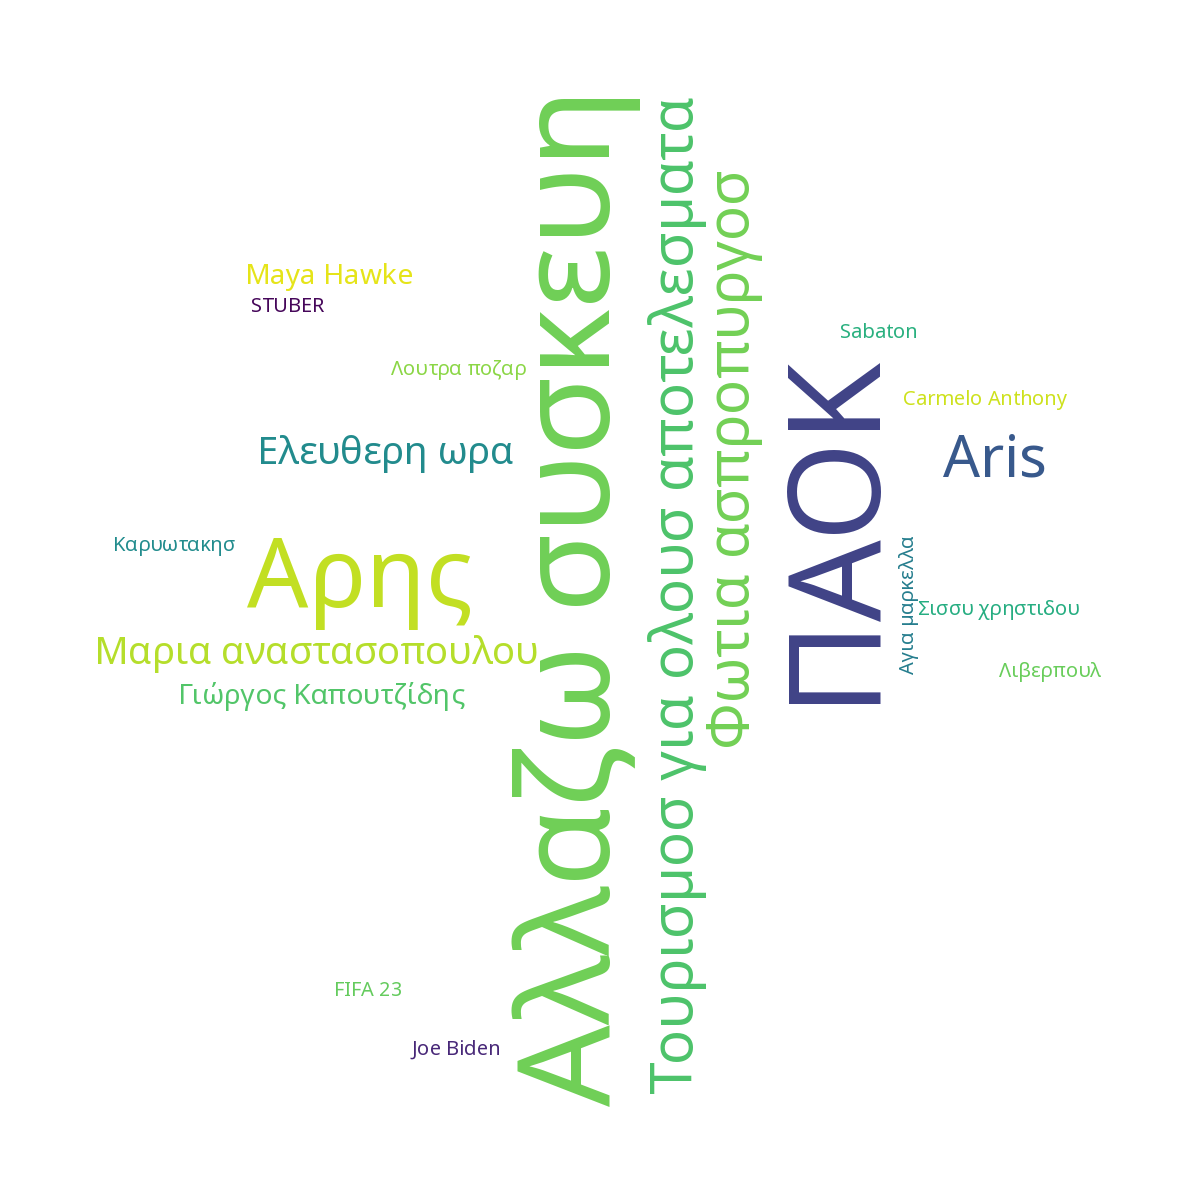 Αλλαζω συσκευη
Τουρισμοσ για ολουσ αποτελεσματα
Φωτια ασπροπυργοσ
ΠΑΟΚ
Maya Hawke
STUBER
Λουτρα ποζαρ
Ελευθερη ωρα
Καρυωτακησ
Αρης
Μαρια αναστασοπουλου
Γιώργος Καπουτζίδης
FIFA 23
Joe Biden
Sabaton
Carmelo Anthony
Aris
Αγια μαρκελλα
Σισσυ χρηστιδου
Λιβερπουλ